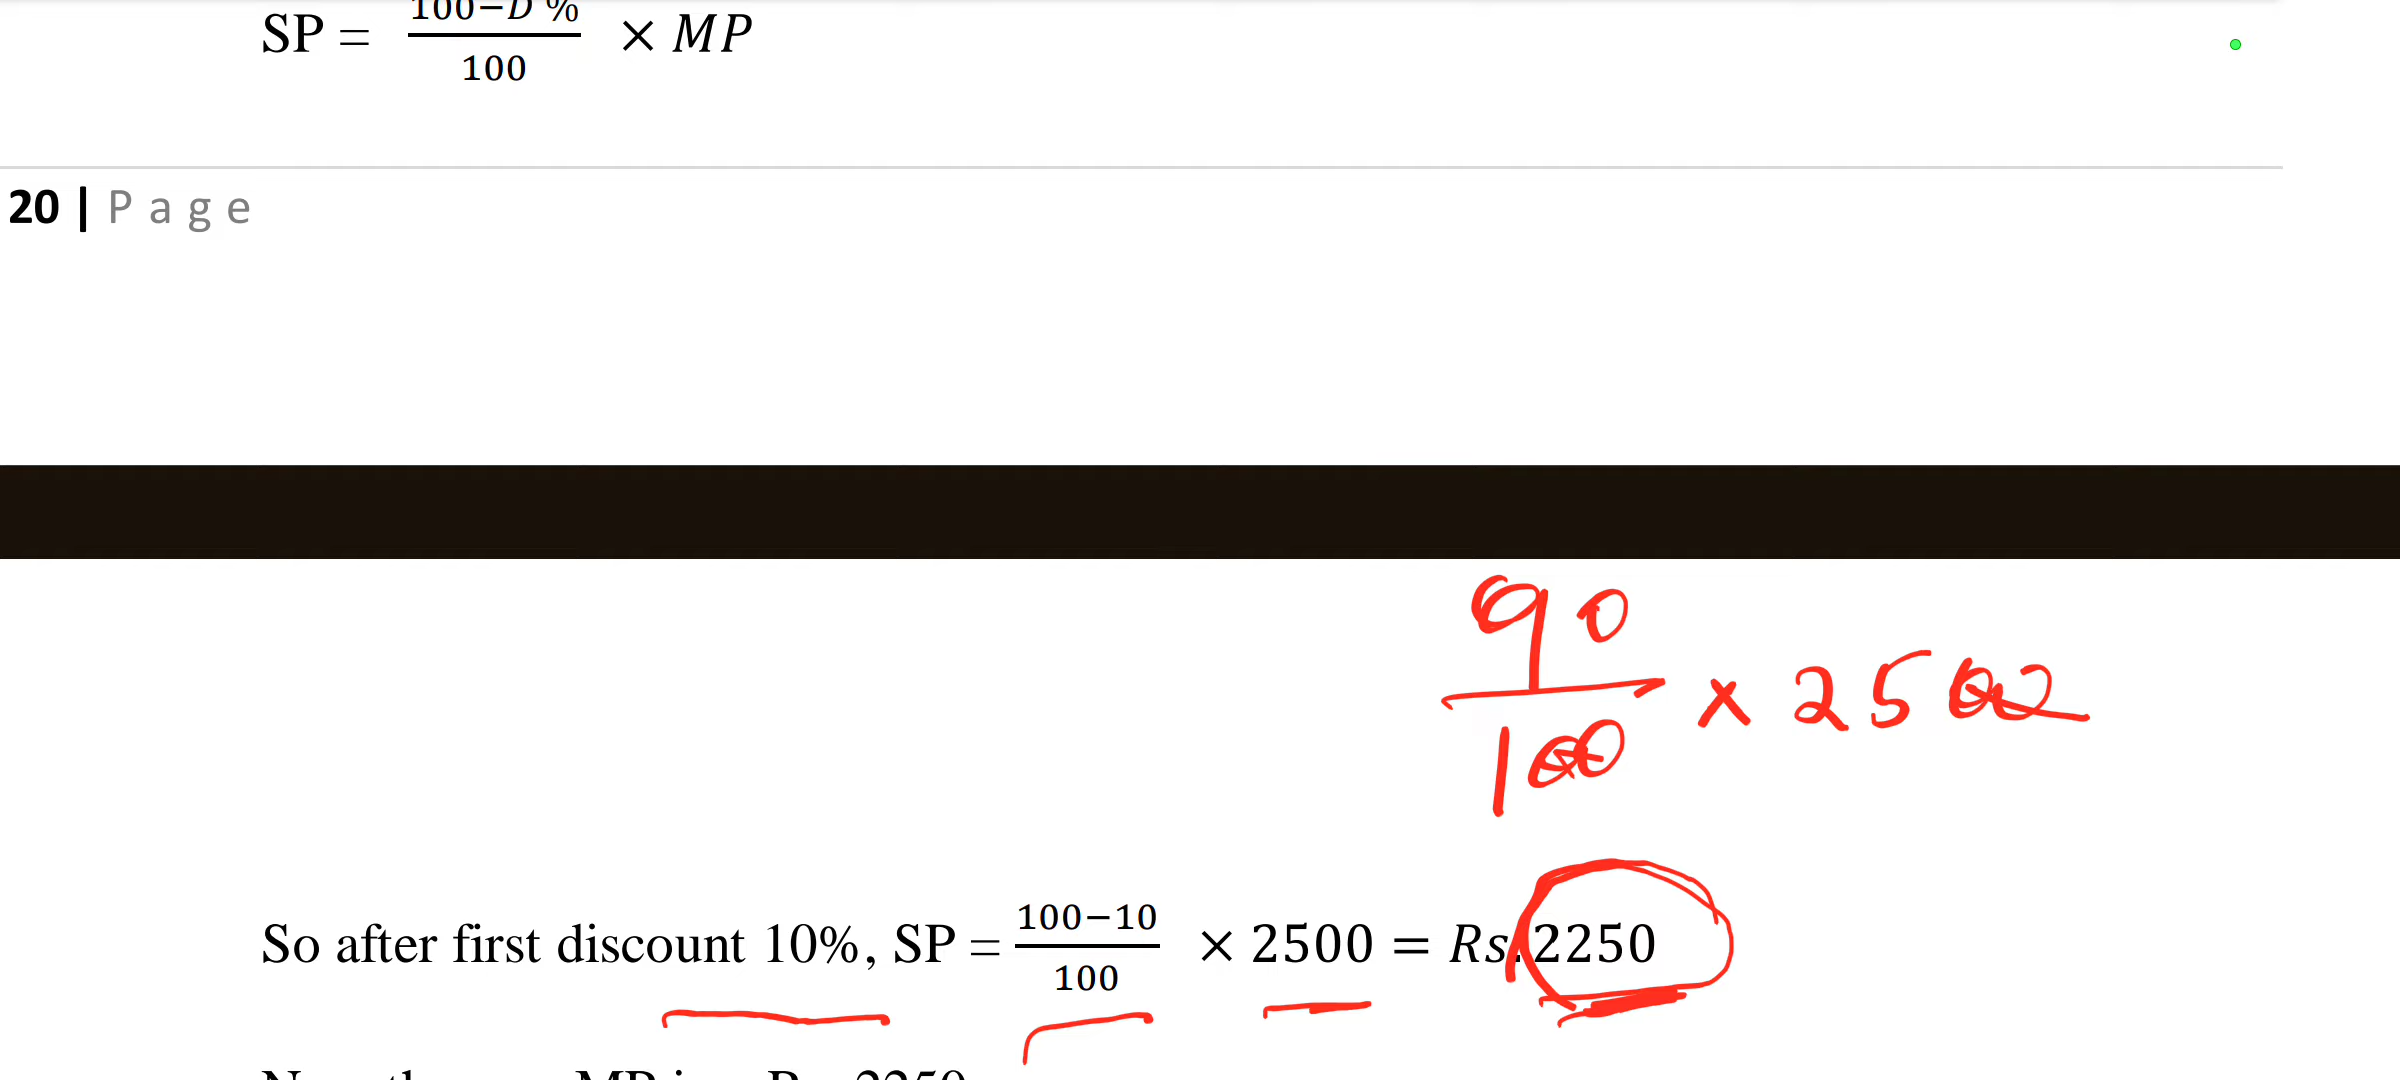 SP = 100−D % / 100 × MP
20 | Page
90 / 100 × 2500
So after first discount 10%, SP = 100−10 / 100 × 2500 = Rs. 2250